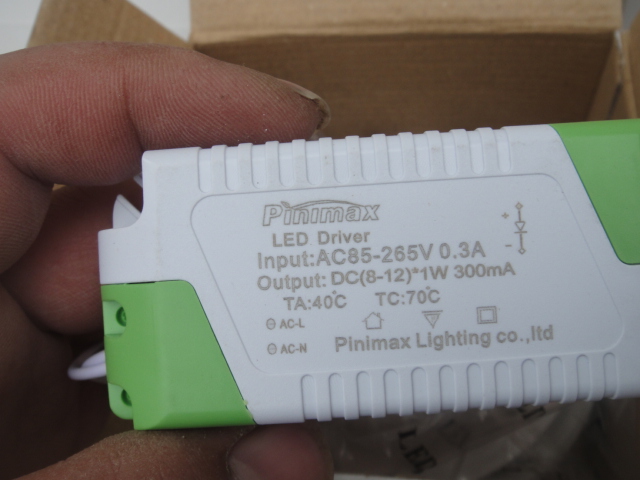 Pinimax
LED Driver
Input:AC85-265V 0.3A
Output: DC(8-12)*1W 300mA
TA:40°C TC:70°C
AC-L
AC-N
Pinimax Lighting co.,ltd
+
-